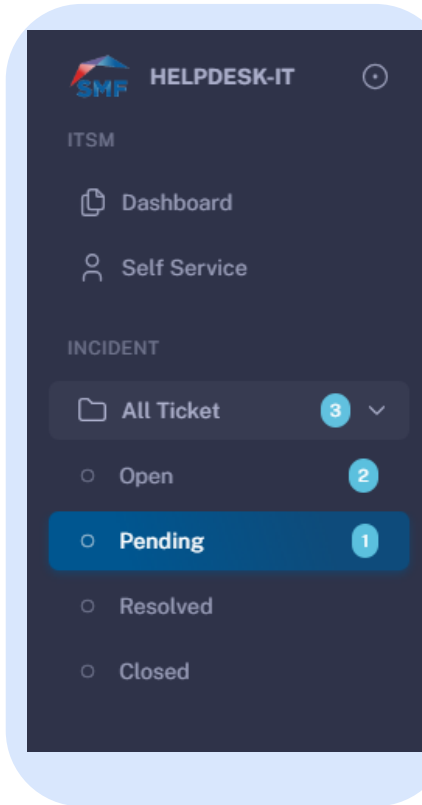 SMF HELPDESK-IT
ITSM
Dashboard
Self Service
INCIDENT
All Ticket 3
Open 2
Pending 1
Resolved
Closed